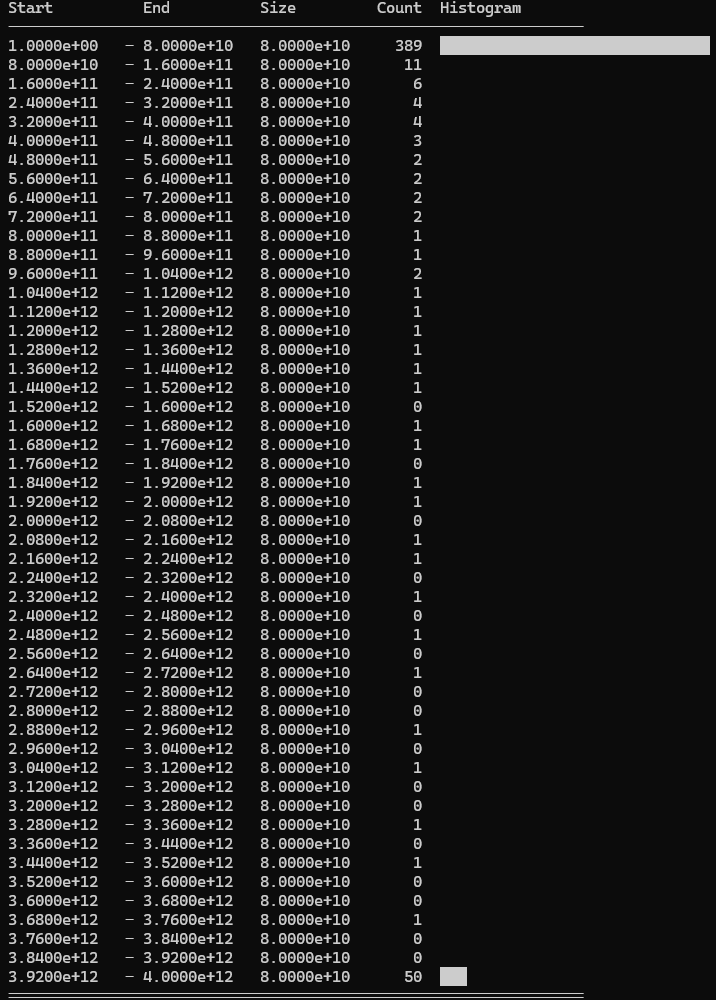 Start End Size Count Histogram
1.0000e+00 – 8.0000e+10 8.0000e+10 389
8.0000e+10 – 1.6000e+11 8.0000e+10 11
1.6000e+11 – 2.4000e+11 8.0000e+10 6
2.4000e+11 – 3.2000e+11 8.0000e+10 4
3.2000e+11 – 4.0000e+11 8.0000e+10 4
4.0000e+11 – 4.8000e+11 8.0000e+10 3
4.8000e+11 – 5.6000e+11 8.0000e+10 2
5.6000e+11 – 6.4000e+11 8.0000e+10 2
6.4000e+11 – 7.2000e+11 8.0000e+10 2
7.2000e+11 – 8.0000e+11 8.0000e+10 2
8.0000e+11 – 8.8000e+11 8.0000e+10 1
8.8000e+11 – 9.6000e+11 8.0000e+10 1
9.6000e+11 – 1.0400e+12 8.0000e+10 2
1.0400e+12 – 1.1200e+12 8.0000e+10 1
1.1200e+12 – 1.2000e+12 8.0000e+10 1
1.2000e+12 – 1.2800e+12 8.0000e+10 1
1.2800e+12 – 1.3600e+12 8.0000e+10 1
1.3600e+12 – 1.4400e+12 8.0000e+10 1
1.4400e+12 – 1.5200e+12 8.0000e+10 1
1.5200e+12 – 1.6000e+12 8.0000e+10 0
1.6000e+12 – 1.6800e+12 8.0000e+10 1
1.6800e+12 – 1.7600e+12 8.0000e+10 1
1.7600e+12 – 1.8400e+12 8.0000e+10 0
1.8400e+12 – 1.9200e+12 8.0000e+10 1
1.9200e+12 – 2.0000e+12 8.0000e+10 1
2.0000e+12 – 2.0800e+12 8.0000e+10 0
2.0800e+12 – 2.1600e+12 8.0000e+10 1
2.1600e+12 – 2.2400e+12 8.0000e+10 1
2.2400e+12 – 2.3200e+12 8.0000e+10 0
2.3200e+12 – 2.4000e+12 8.0000e+10 1
2.4000e+12 – 2.4800e+12 8.0000e+10 0
2.4800e+12 – 2.5600e+12 8.0000e+10 1
2.5600e+12 – 2.6400e+12 8.0000e+10 0
2.6400e+12 – 2.7200e+12 8.0000e+10 1
2.7200e+12 – 2.8000e+12 8.0000e+10 0
2.8000e+12 – 2.8800e+12 8.0000e+10 0
2.8800e+12 – 2.9600e+12 8.0000e+10 1
2.9600e+12 – 3.0400e+12 8.0000e+10 0
3.0400e+12 – 3.1200e+12 8.0000e+10 1
3.1200e+12 – 3.2000e+12 8.0000e+10 0
3.2000e+12 – 3.2800e+12 8.0000e+10 0
3.2800e+12 – 3.3600e+12 8.0000e+10 1
3.3600e+12 – 3.4400e+12 8.0000e+10 0
3.4400e+12 – 3.5200e+12 8.0000e+10 1
3.5200e+12 – 3.6000e+12 8.0000e+10 0
3.6000e+12 – 3.6800e+12 8.0000e+10 0
3.6800e+12 – 3.7600e+12 8.0000e+10 1
3.7600e+12 – 3.8400e+12 8.0000e+10 0
3.8400e+12 – 3.9200e+12 8.0000e+10 0
3.9200e+12 – 4.0000e+12 8.0000e+10 50